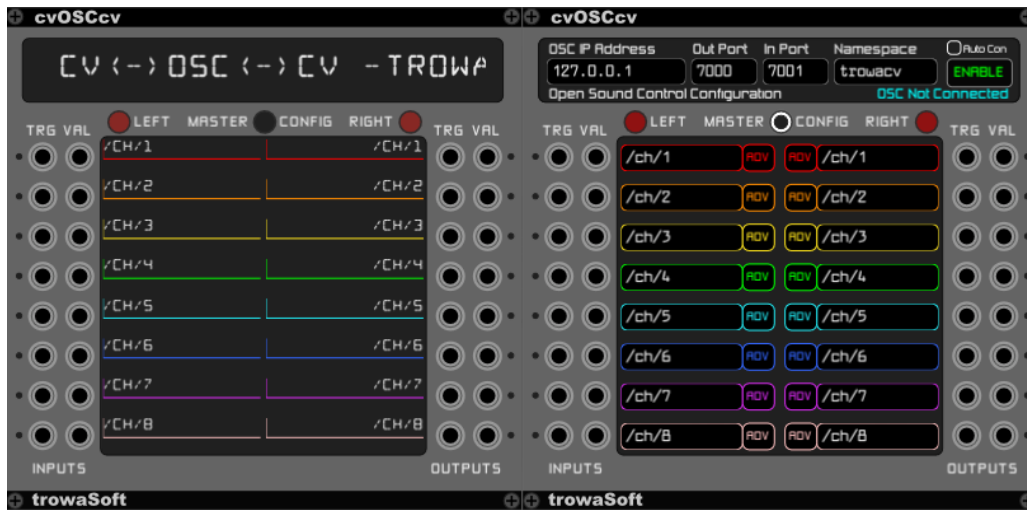 cvOSCcv
CV <-> OSC <-> CV - TROWA
TRG VAL LEFT MASTER CONFIG RIGHT TRG VAL
/CH/1 /CH/1
/CH/2 /CH/2
/CH/3 /CH/3
/CH/4 /CH/4
/CH/5 /CH/5
/CH/6 /CH/6
/CH/7 /CH/7
/CH/8 /CH/8
INPUTS OUTPUTS
trowaSoft
cvOSCcv
OSC IP Address Out Port In Port Namespace Auto Con
127.0.0.1 7000 7001 trowacv ENABLE
Open Sound Control Configuration OSC Not Connected
TRG VAL LEFT MASTER CONFIG RIGHT TRG VAL
/ch/1 ADV ADV /ch/1
/ch/2 ADV ADV /ch/2
/ch/3 ADV ADV /ch/3
/ch/4 ADV ADV /ch/4
/ch/5 ADV ADV /ch/5
/ch/6 ADV ADV /ch/6
/ch/7 ADV ADV /ch/7
/ch/8 ADV ADV /ch/8
INPUTS OUTPUTS
trowaSoft